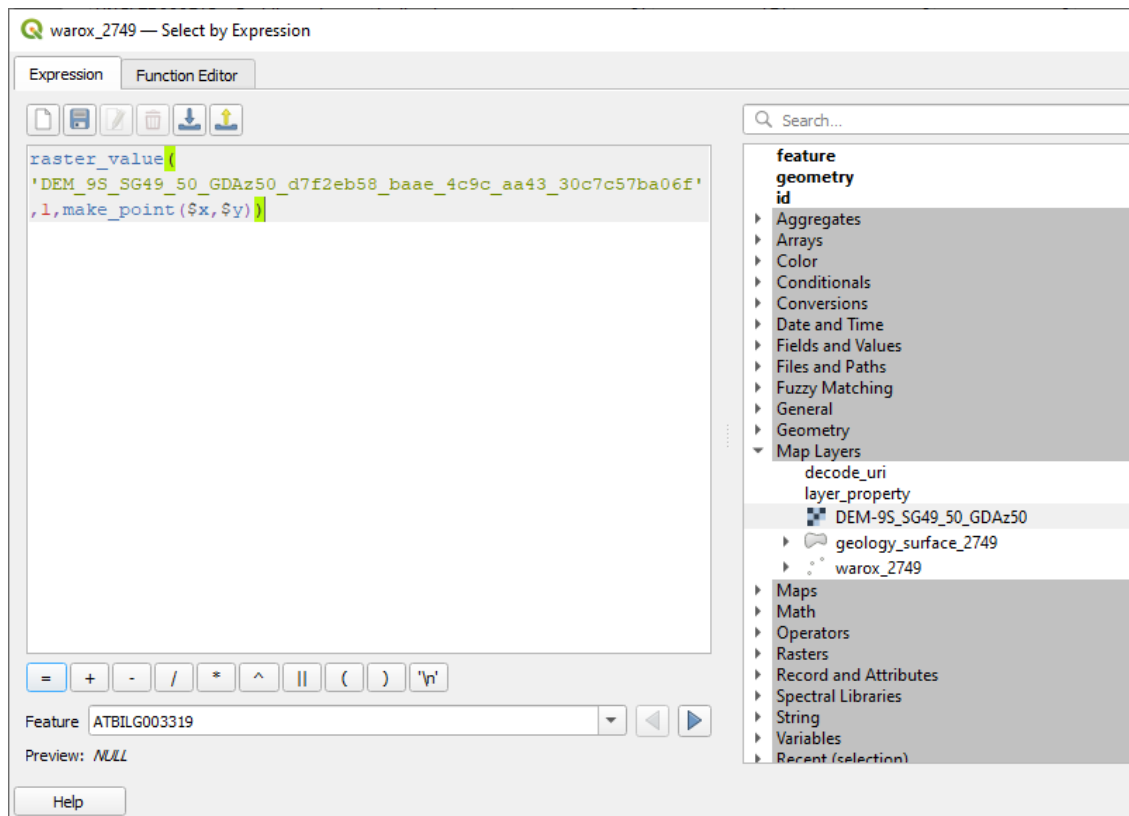 warox_2749 — Select by Expression
Expression
Function Editor
raster_value(
'DEM_9S_SG49_50_GDAz50_d7f2eb58_baae_4c9c_aa43_30c7c57ba06f'
,1,make_point($x,$y))
Search...
feature
geometry
id
Aggregates
Arrays
Color
Conditionals
Conversions
Date and Time
Fields and Values
Files and Paths
Fuzzy Matching
General
Geometry
Map Layers
decode_uri
layer_property
DEM-9S_SG49_50_GDAz50
geology_surface_2749
warox_2749
Maps
Math
Operators
Rasters
Record and Attributes
Spectral Libraries
String
Variables
Recent (selection)
= + - / * ^ || ( ) '\n'
Feature ATBILG003319
Preview: NULL
Help